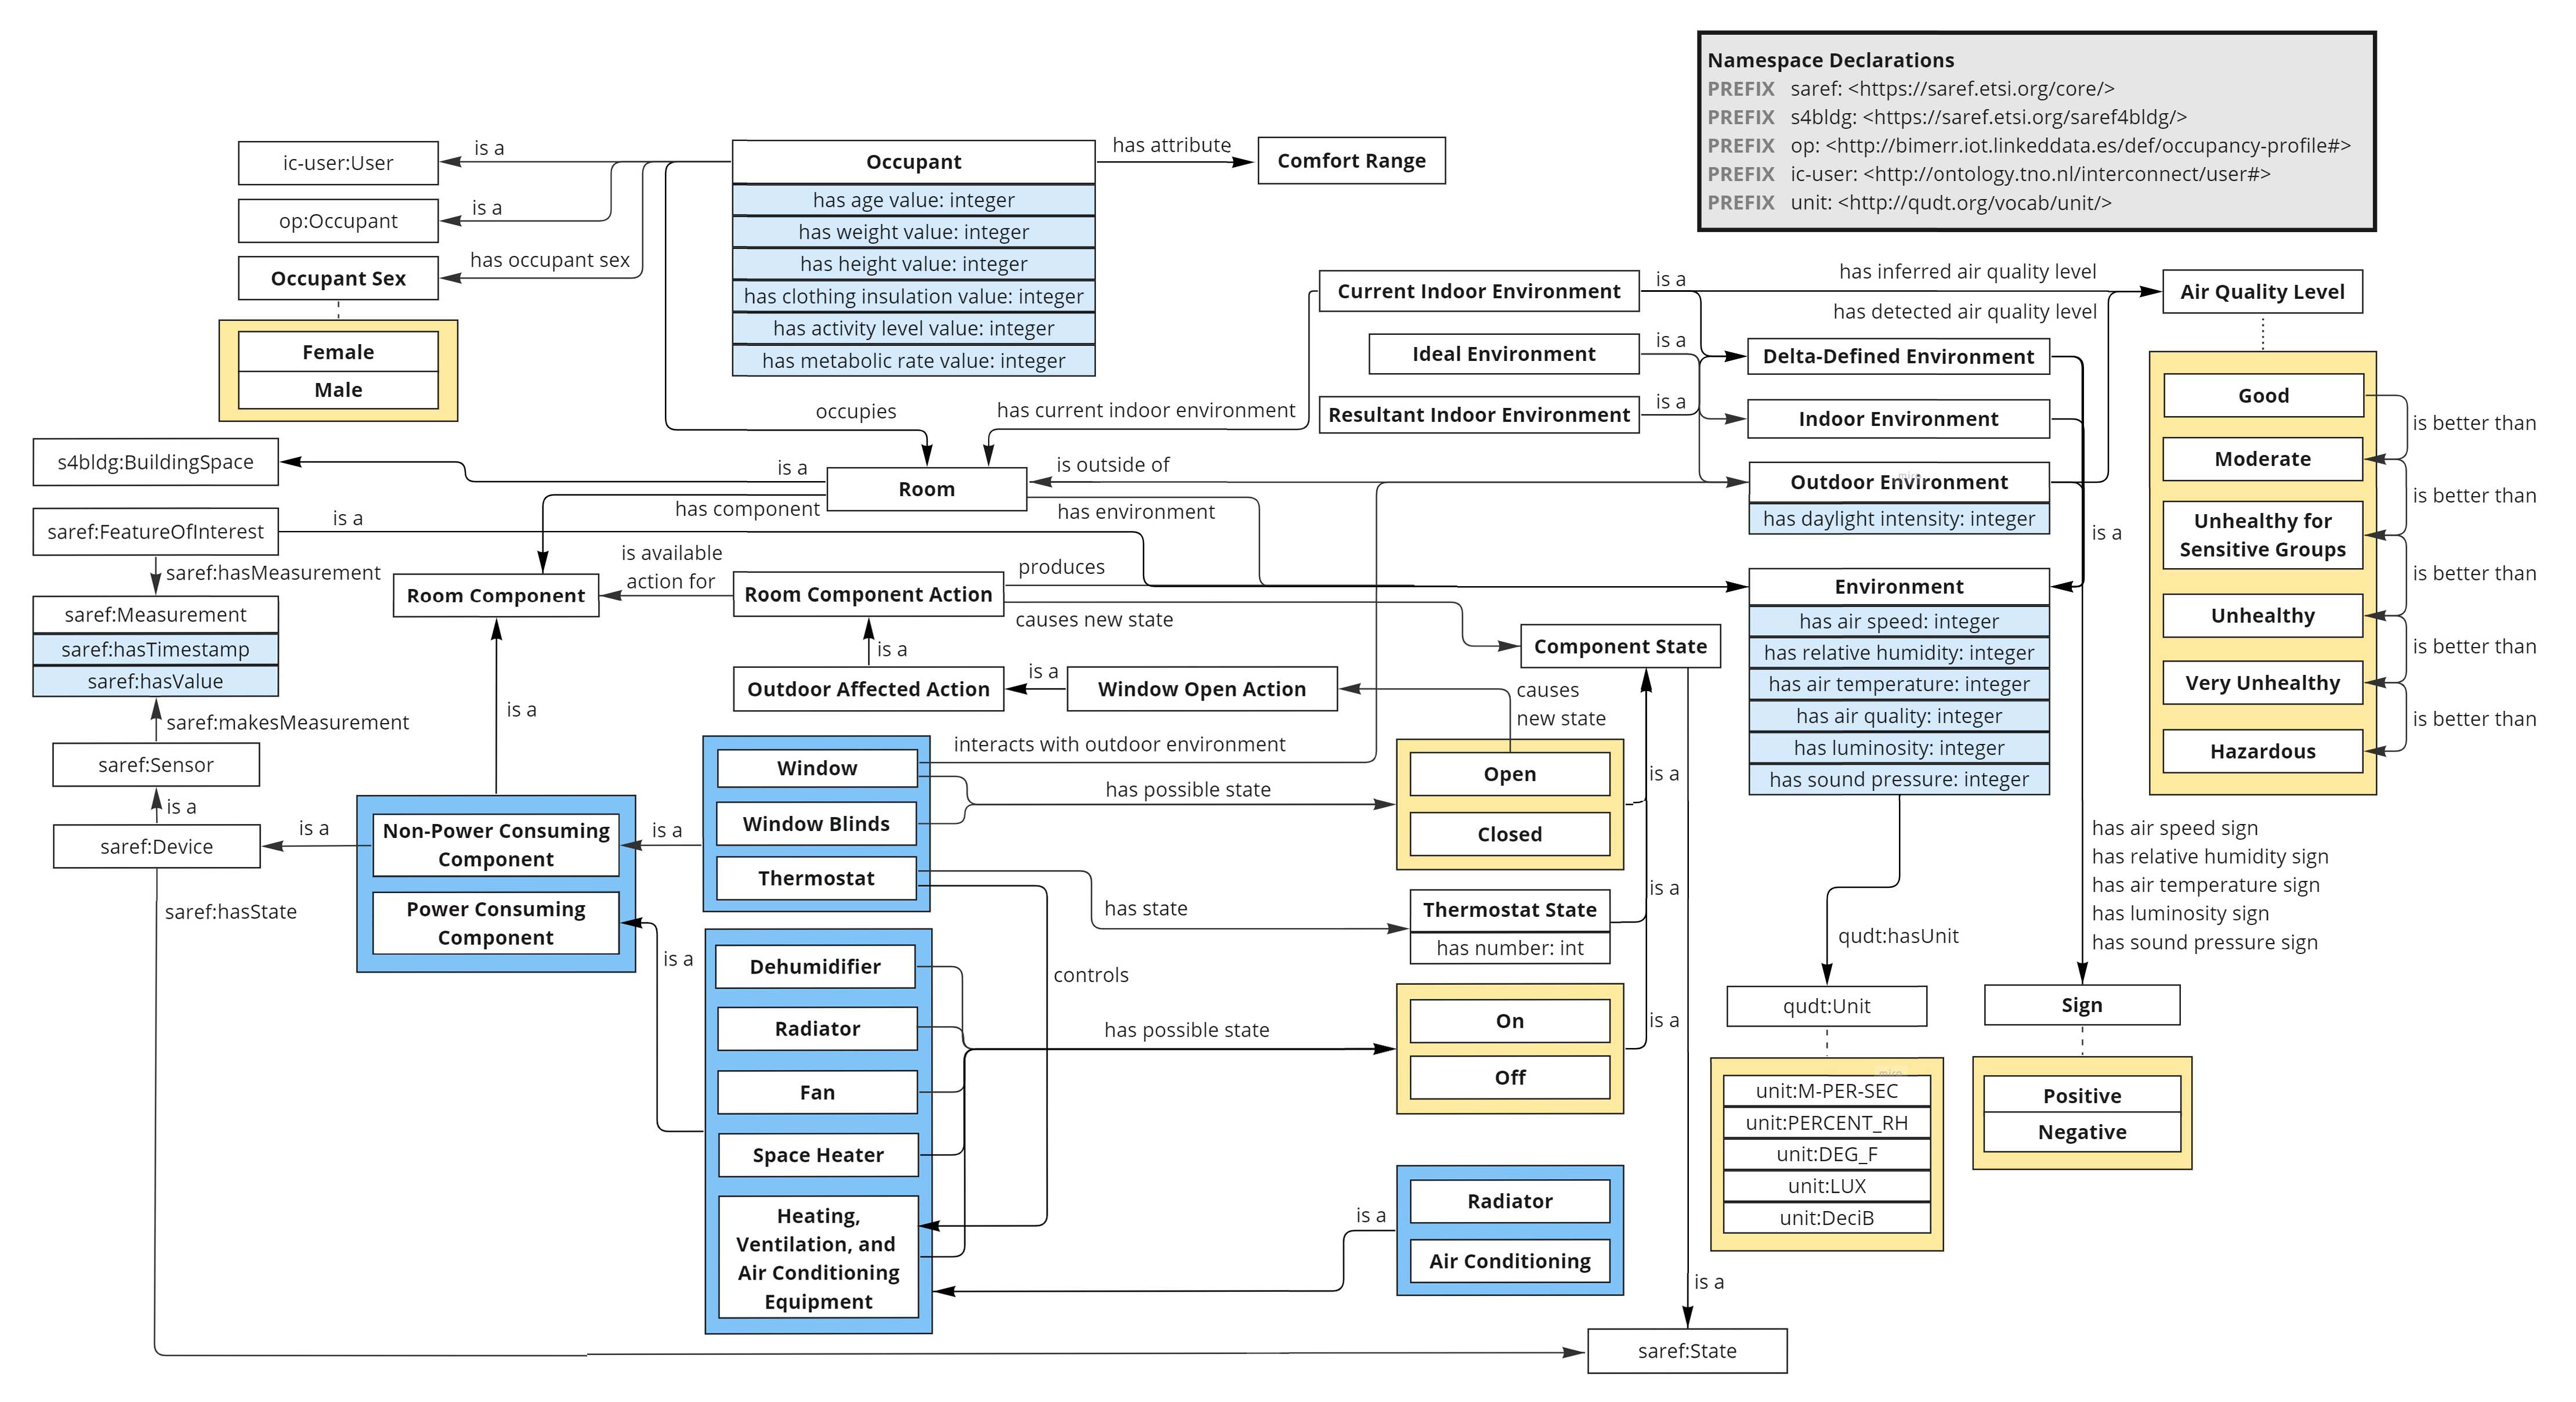 Namespace Declarations
PREFIX saref: <https://saref.etsi.org/core/>
PREFIX s4bldg: <https://saref.etsi.org/saref4bldg/>
PREFIX op: <http://bimerr.iot.linkeddata.es/def/occupancy-profile#>
PREFIX ic-user: <http://ontology.tno.nl/interconnect/user#>
PREFIX unit: <http://qudt.org/vocab/unit/>
ic-user:User
is a
op:Occupant
is a
Occupant Sex
has occupant sex
Female
Male
Occupant
has age value: integer
has weight value: integer
has height value: integer
has clothing insulation value: integer
has activity level value: integer
has metabolic rate value: integer
has attribute
Comfort Range
occupies
has current indoor environment
Current Indoor Environment
is a
Ideal Environment
is a
Resultant Indoor Environment
is a
has inferred air quality level
has detected air quality level
Air Quality Level
Delta-Defined Environment
Indoor Environment
Outdoor Environment
miro
has daylight intensity: integer
is a
Good
Moderate
Unhealthy for
Sensitive Groups
Unhealthy
Very Unhealthy
Hazardous
is better than
is better than
is better than
is better than
is better than
s4bldg:BuildingSpace
is a
Room
is outside of
has component
has environment
saref:FeatureOfInterest
is a
saref:hasMeasurement
saref:Measurement
saref:hasTimestamp
saref:hasValue
saref:makesMeasurement
saref:Sensor
is a
saref:Device
is a
saref:hasState
Room Component
is available
action for
Room Component Action
produces
causes new state
is a
Outdoor Affected Action
is a
Window Open Action
causes
new state
Component State
Environment
has air speed: integer
has relative humidity: integer
has air temperature: integer
has air quality: integer
has luminosity: integer
has sound pressure: integer
is a
Non-Power Consuming
Component
Power Consuming
Component
is a
is a
Window
Window Blinds
Thermostat
interacts with outdoor environment
has possible state
Open
Closed
is a
has state
Thermostat State
has number: int
is a
controls
Dehumidifier
Radiator
Fan
Space Heater
Heating,
Ventilation, and
Air Conditioning
Equipment
has possible state
On
Off
is a
is a
Radiator
Air Conditioning
is a
saref:State
qudt:hasUnit
qudt:Unit
miro
unit:M-PER-SEC
unit:PERCENT_RH
unit:DEG_F
unit:LUX
unit:DeciB
has air speed sign
has relative humidity sign
has air temperature sign
has luminosity sign
has sound pressure sign
Sign
Positive
Negative